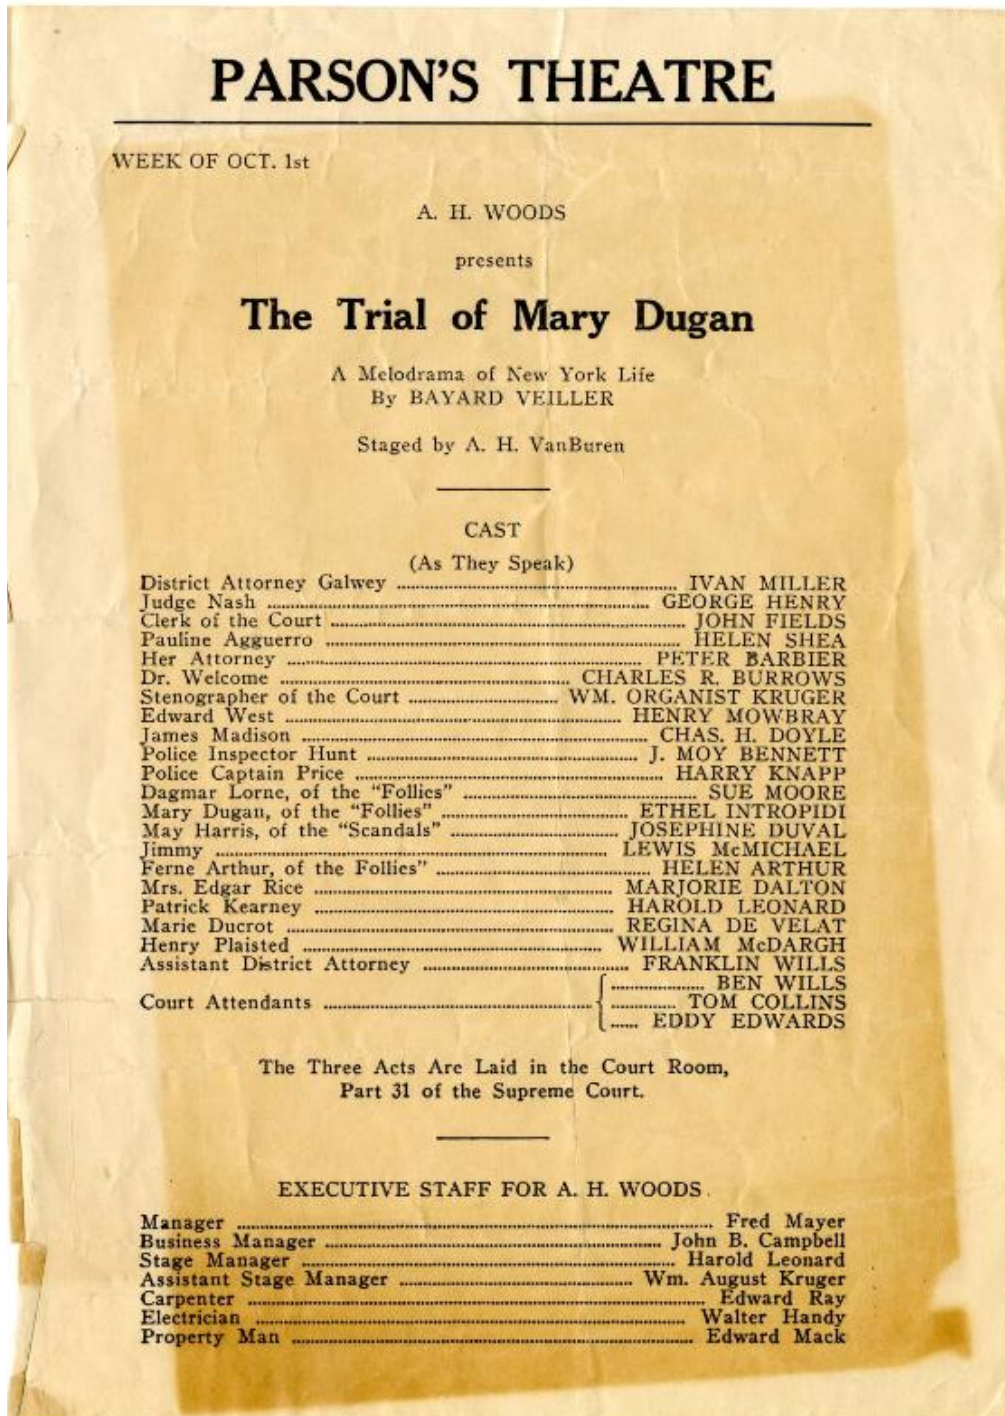 PARSON'S THEATRE
WEEK OF OCT. 1st
A. H. WOODS
presents
The Trial of Mary Dugan
A Melodrama of New York Life
By BAYARD VEILLER
Staged by A. H. VanBuren
CAST
(As They Speak)
District Attorney Galwey ........ IVAN MILLER
Judge Nash ........ GEORGE HENRY
Clerk of the Court ........ JOHN FIELDS
Pauline Agguerro ........ HELEN SHEA
Her Attorney ........ PETER BARBIER
Dr. Welcome ........ CHARLES R. BURROWS
Stenographer of the Court ........ WM. ORGANIST KRUGER
Edward West ........ HENRY MOWBRAY
James Madison ........ CHAS. H. DOYLE
Police Inspector Hunt ........ J. MOY BENNETT
Police Captain Price ........ HARRY KNAPP
Dagmar Lorne, of the "Follies" ........ SUE MOORE
Mary Dugan, of the "Follies" ........ ETHEL INTROPIDI
May Harris, of the "Scandals" ........ JOSEPHINE DUVAL
Jimmy ........ LEWIS McMICHAEL
Ferne Arthur, of the Follies" ........ HELEN ARTHUR
Mrs. Edgar Rice ........ MARJORIE DALTON
Patrick Kearney ........ HAROLD LEONARD
Marie Ducrot ........ REGINA DE VELAT
Henry Plaisted ........ WILLIAM McDARGH
Assistant District Attorney ........ FRANKLIN WILLS
........ BEN WILLS
Court Attendants ........ { ........ TOM COLLINS
........ EDDY EDWARDS
The Three Acts Are Laid in the Court Room,
Part 31 of the Supreme Court.
EXECUTIVE STAFF FOR A. H. WOODS
Manager ........ Fred Mayer
Business Manager ........ John B. Campbell
Stage Manager ........ Harold Leonard
Assistant Stage Manager ........ Wm. August Kruger
Carpenter ........ Edward Ray
Electrician ........ Walter Handy
Property Man ........ Edward Mack